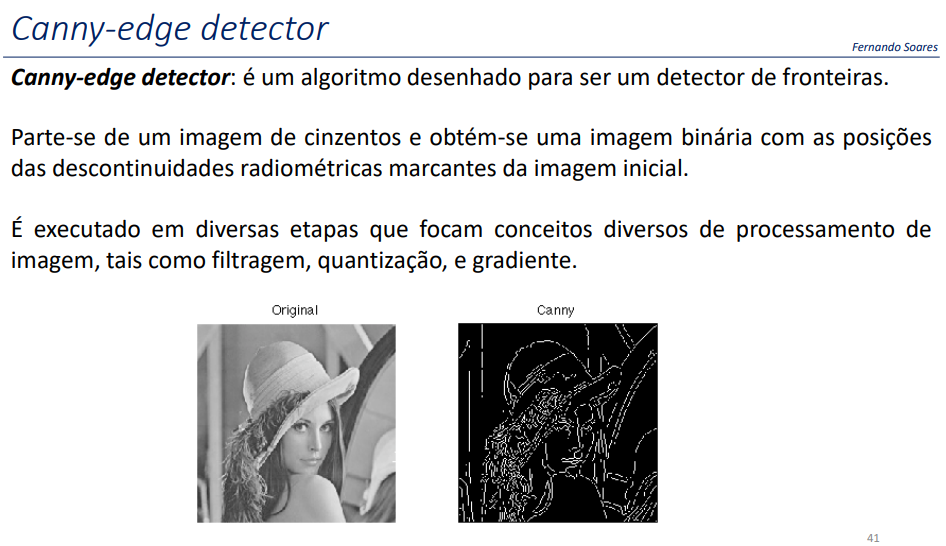 Canny-edge detector
Fernando Soares
Canny-edge detector: é um algoritmo desenhado para ser um detector de fronteiras.
Parte-se de um imagem de cinzentos e obtém-se uma imagem binária com as posições
das descontinuidades radiométricas marcantes da imagem inicial.
É executado em diversas etapas que focam conceitos diversos de processamento de
imagem, tais como filtragem, quantização, e gradiente.
Original
Canny
41